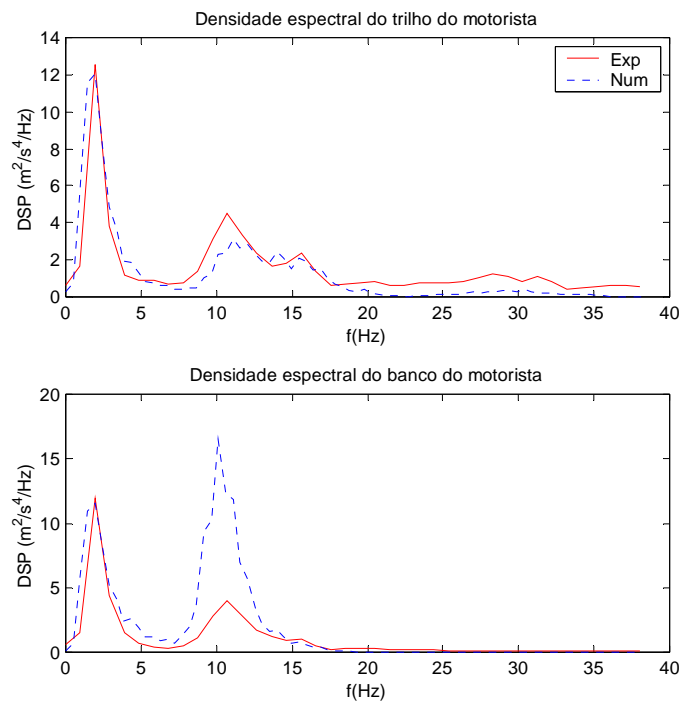 Densidade espectral do trilho do motorista
DSP (m²/s⁴/Hz)
14
12
10
8
6
4
2
0
Exp
Num
0 5 10 15 20 25 30 35 40
f(Hz)
Densidade espectral do banco do motorista
DSP (m²/s⁴/Hz)
20
15
10
5
0
0 5 10 15 20 25 30 35 40
f(Hz)